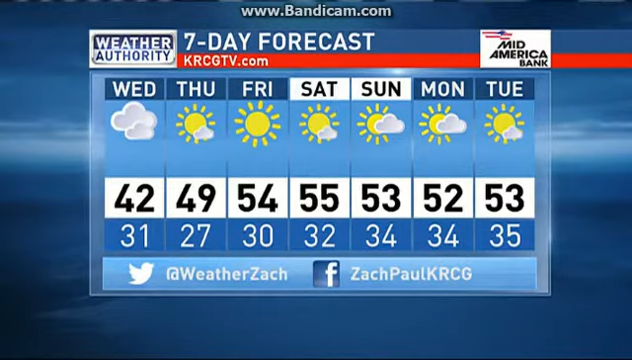 www.Bandicam.com
WEATHER
AUTHORITY
7-DAY FORECAST
KRCGTV.com
MID
AMERICA
BANK
WED THU FRI SAT SUN MON TUE
42 49 54 55 53 52 53
31 27 30 32 34 34 35
@WeatherZach f ZachPaulKRCG